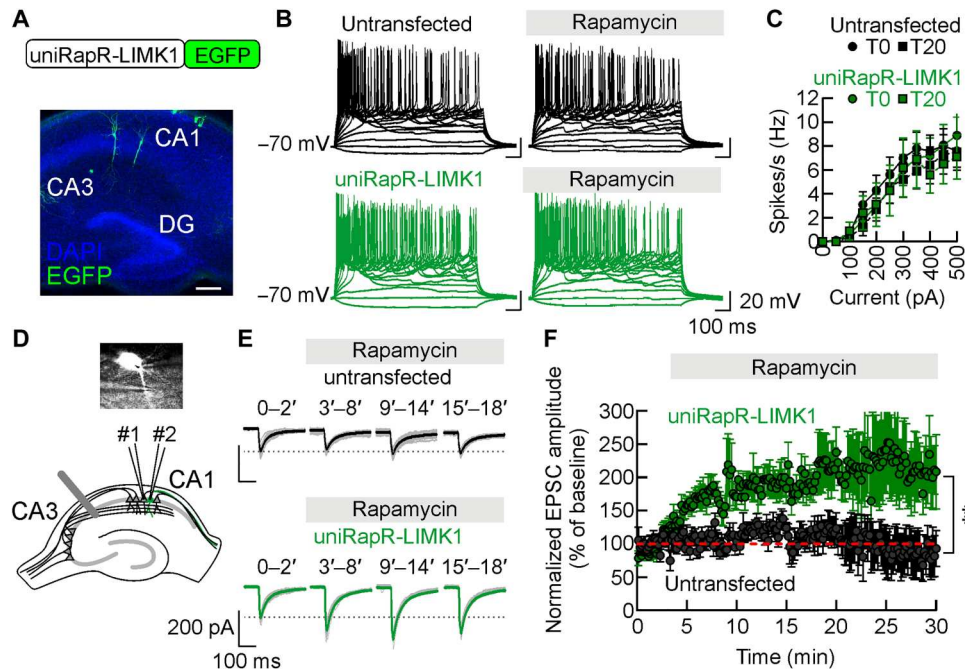 A
uniRapR-LIMK1 EGFP
CA1
CA3
DG
DAPI
EGFP
B
Untransfected
Rapamycin
−70 mV
uniRapR-LIMK1
Rapamycin
−70 mV
20 mV
100 ms
C
Untransfected
T0 T20
uniRapR-LIMK1
T0 T20
Spikes/s (Hz)
12
10
8
6
4
2
0
0 100 200 300 400 500
Current (pA)
D
#1 #2
CA1
CA3
E
Rapamycin
untransfected
0–2′ 3′–8′ 9′–14′ 15′–18′
Rapamycin
uniRapR-LIMK1
0–2′ 3′–8′ 9′–14′ 15′–18′
200 pA
100 ms
F
Rapamycin
Normalized EPSC amplitude
(% of baseline)
300
250
200
150
100
50
0
uniRapR-LIMK1
**
Untransfected
0 5 10 15 20 25 30
Time (min)